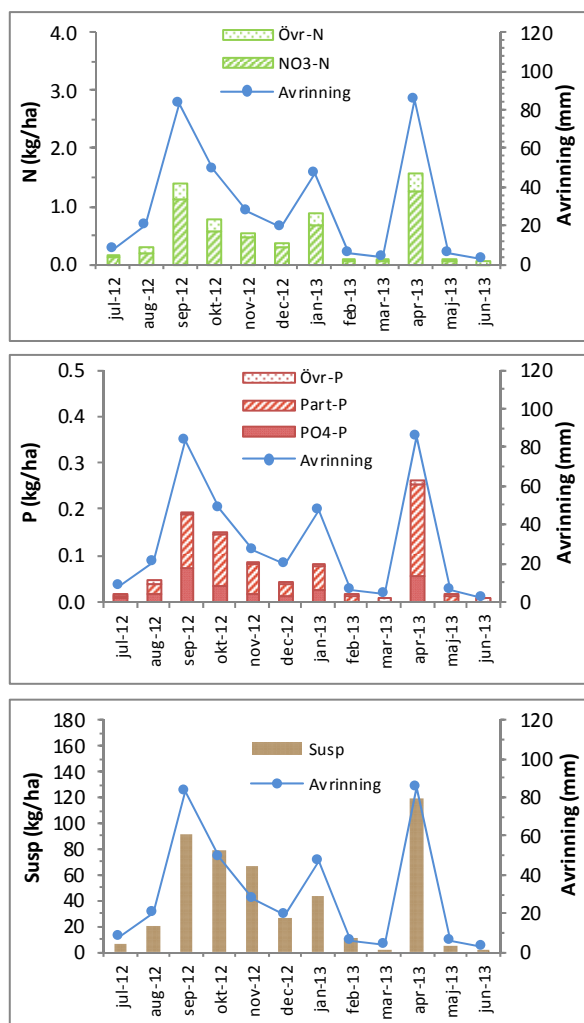 4.0
3.0
2.0
1.0
0.0
N (kg/ha)
Övr-N
NO3-N
Avrinning
120
100
80
60
40
20
0
Avrinning (mm)
jul-12
aug-12
sep-12
okt-12
nov-12
dec-12
jan-13
feb-13
mar-13
apr-13
maj-13
jun-13
0.5
0.4
0.3
0.2
0.1
0.0
P (kg/ha)
Övr-P
Part-P
PO4-P
Avrinning
120
100
80
60
40
20
0
Avrinning (mm)
jul-12
aug-12
sep-12
okt-12
nov-12
dec-12
jan-13
feb-13
mar-13
apr-13
maj-13
jun-13
180
160
140
120
100
80
60
40
20
0
Susp (kg/ha)
Susp
Avrinning
120
100
80
60
40
20
0
Avrinning (mm)
jul-12
aug-12
sep-12
okt-12
nov-12
dec-12
jan-13
feb-13
mar-13
apr-13
maj-13
jun-13